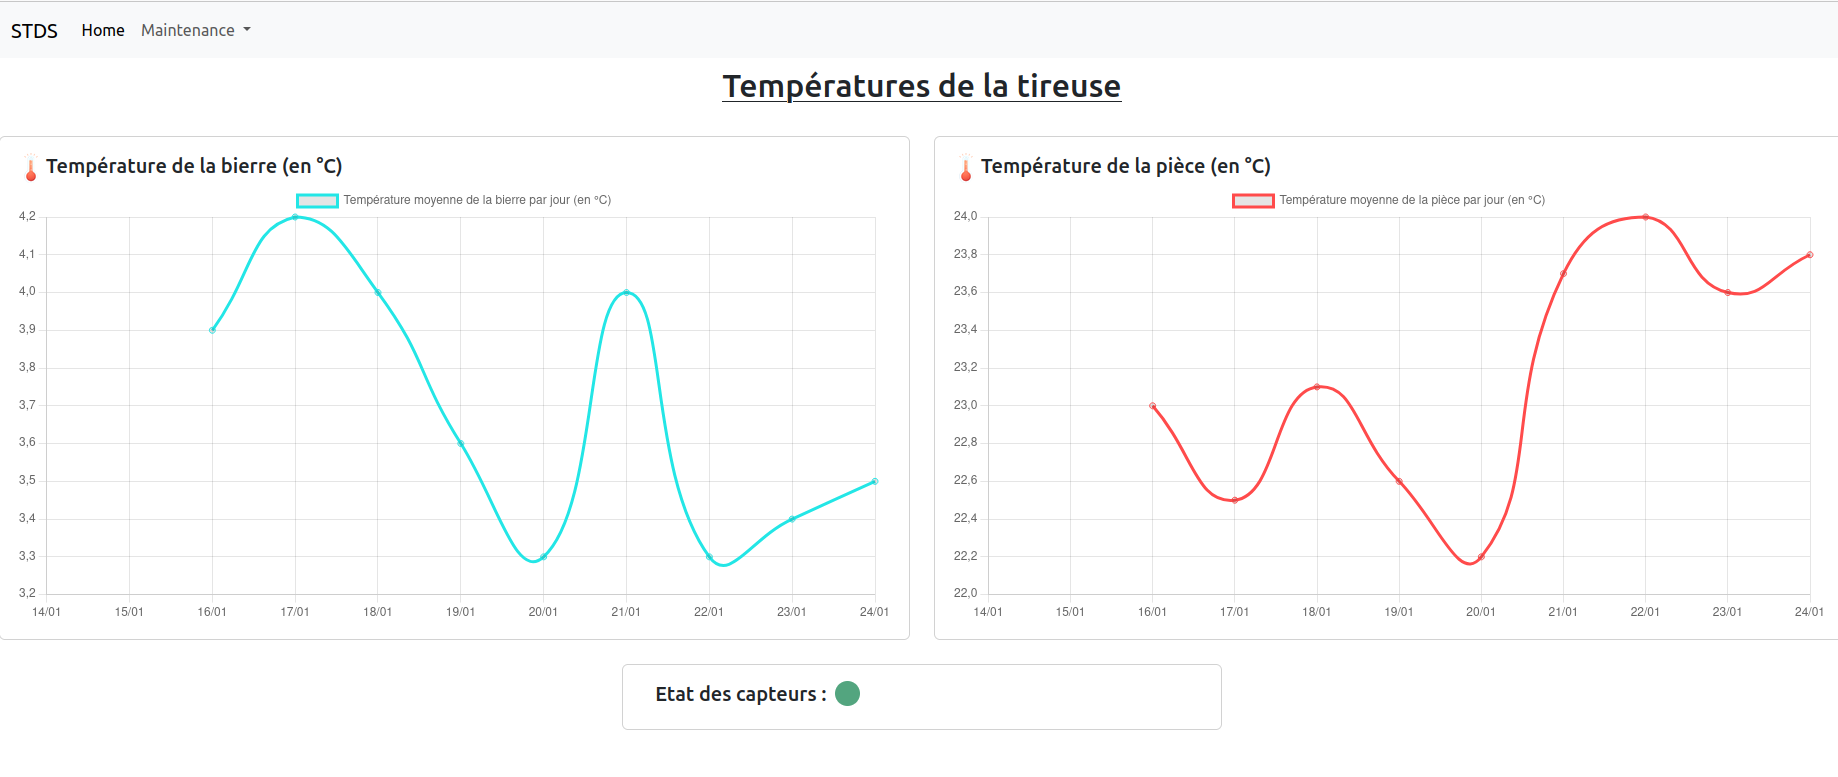 STDS Home Maintenance
Températures de la tireuse
Température de la bierre (en °C)
Température moyenne de la bierre par jour (en °C)
4,2
4,1
4,0
3,9
3,8
3,7
3,6
3,5
3,4
3,3
3,2
14/01 15/01 16/01 17/01 18/01 19/01 20/01 21/01 22/01 23/01 24/01
Température de la pièce (en °C)
Température moyenne de la pièce par jour (en °C)
24,0
23,8
23,6
23,4
23,2
23,0
22,8
22,6
22,4
22,2
22,0
14/01 15/01 16/01 17/01 18/01 19/01 20/01 21/01 22/01 23/01 24/01
Etat des capteurs :